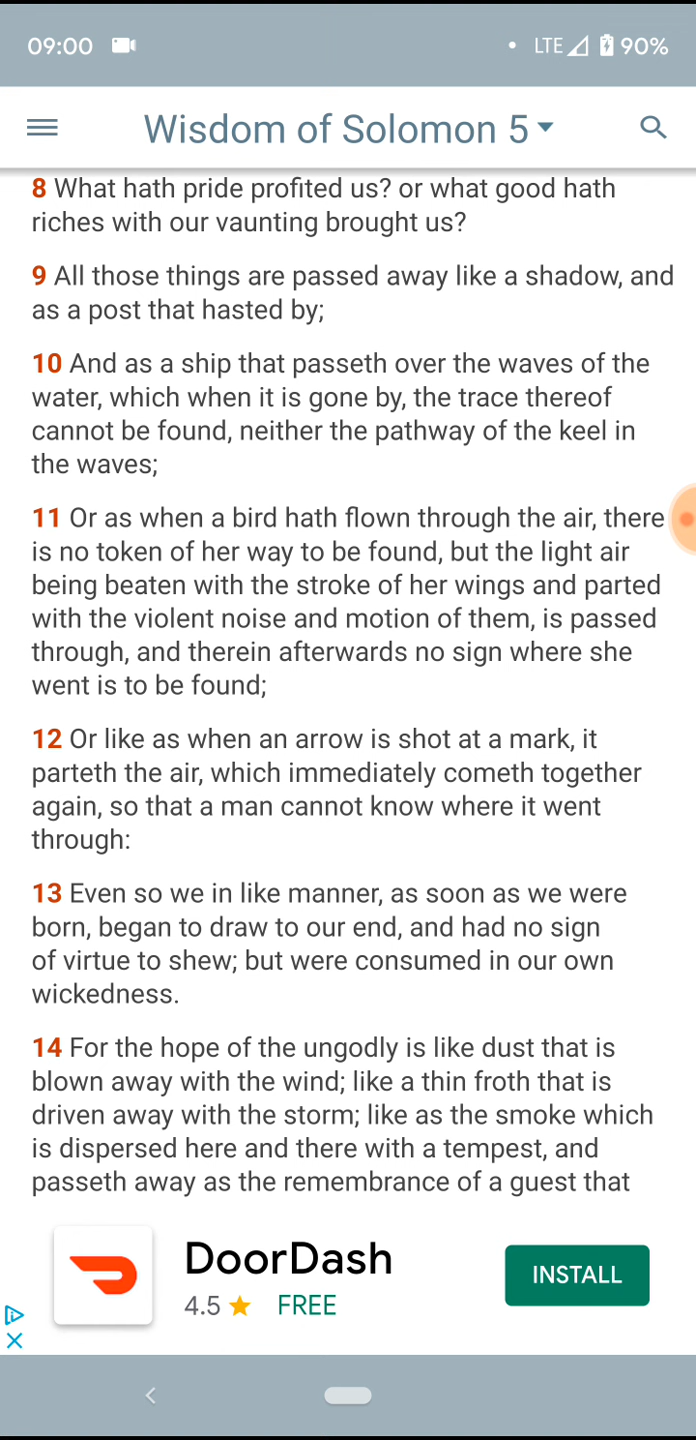 09:00
LTE 90%
Wisdom of Solomon 5
8 What hath pride profited us? or what good hath
riches with our vaunting brought us?
9 All those things are passed away like a shadow, and
as a post that hasted by;
10 And as a ship that passeth over the waves of the
water, which when it is gone by, the trace thereof
cannot be found, neither the pathway of the keel in
the waves;
11 Or as when a bird hath flown through the air, there
is no token of her way to be found, but the light air
being beaten with the stroke of her wings and parted
with the violent noise and motion of them, is passed
through, and therein afterwards no sign where she
went is to be found;
12 Or like as when an arrow is shot at a mark, it
parteth the air, which immediately cometh together
again, so that a man cannot know where it went
through:
13 Even so we in like manner, as soon as we were
born, began to draw to our end, and had no sign
of virtue to shew; but were consumed in our own
wickedness.
14 For the hope of the ungodly is like dust that is
blown away with the wind; like a thin froth that is
driven away with the storm; like as the smoke which
is dispersed here and there with a tempest, and
passeth away as the remembrance of a guest that
DoorDash
4.5 FREE
INSTALL